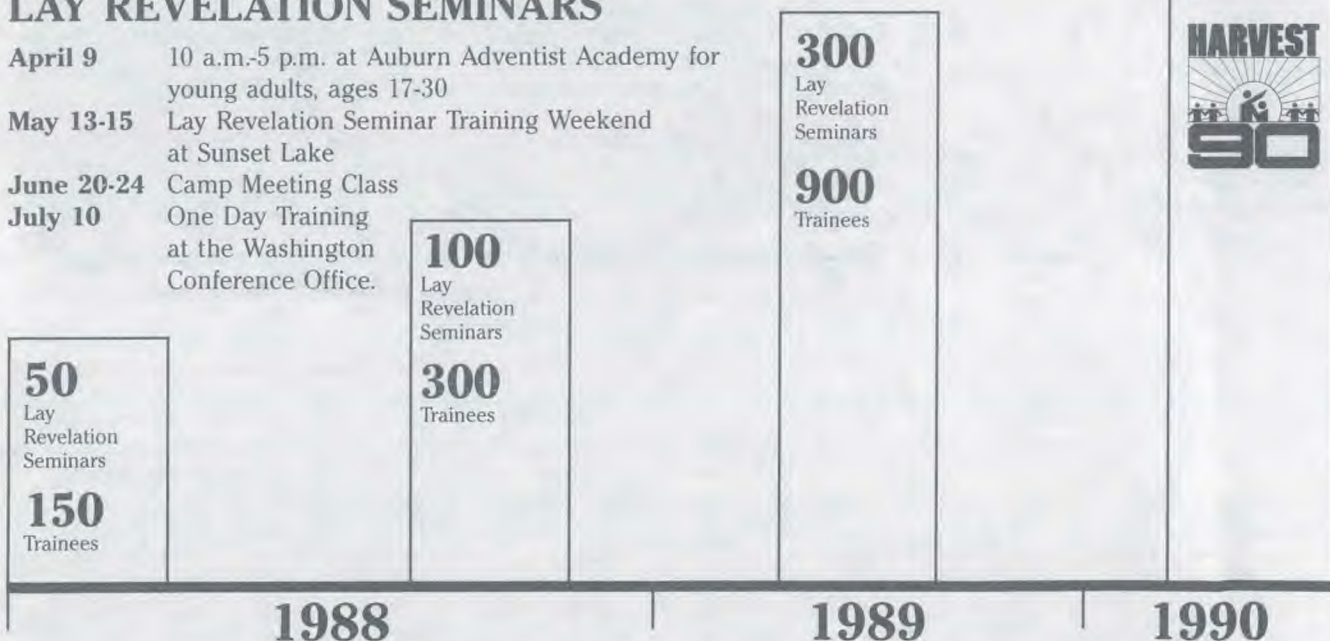 LAY REVELATION SEMINARS
April 9 10 a.m.-5 p.m. at Auburn Adventist Academy for
young adults, ages 17-30
May 13-15 Lay Revelation Seminar Training Weekend
at Sunset Lake
June 20-24 Camp Meeting Class
July 10 One Day Training
at the Washington
Conference Office.
50
Lay
Revelation
Seminars
150
Trainees
100
Lay
Revelation
Seminars
300
Trainees
300
Lay
Revelation
Seminars
900
Trainees
HARVEST
90
1988 1989 1990